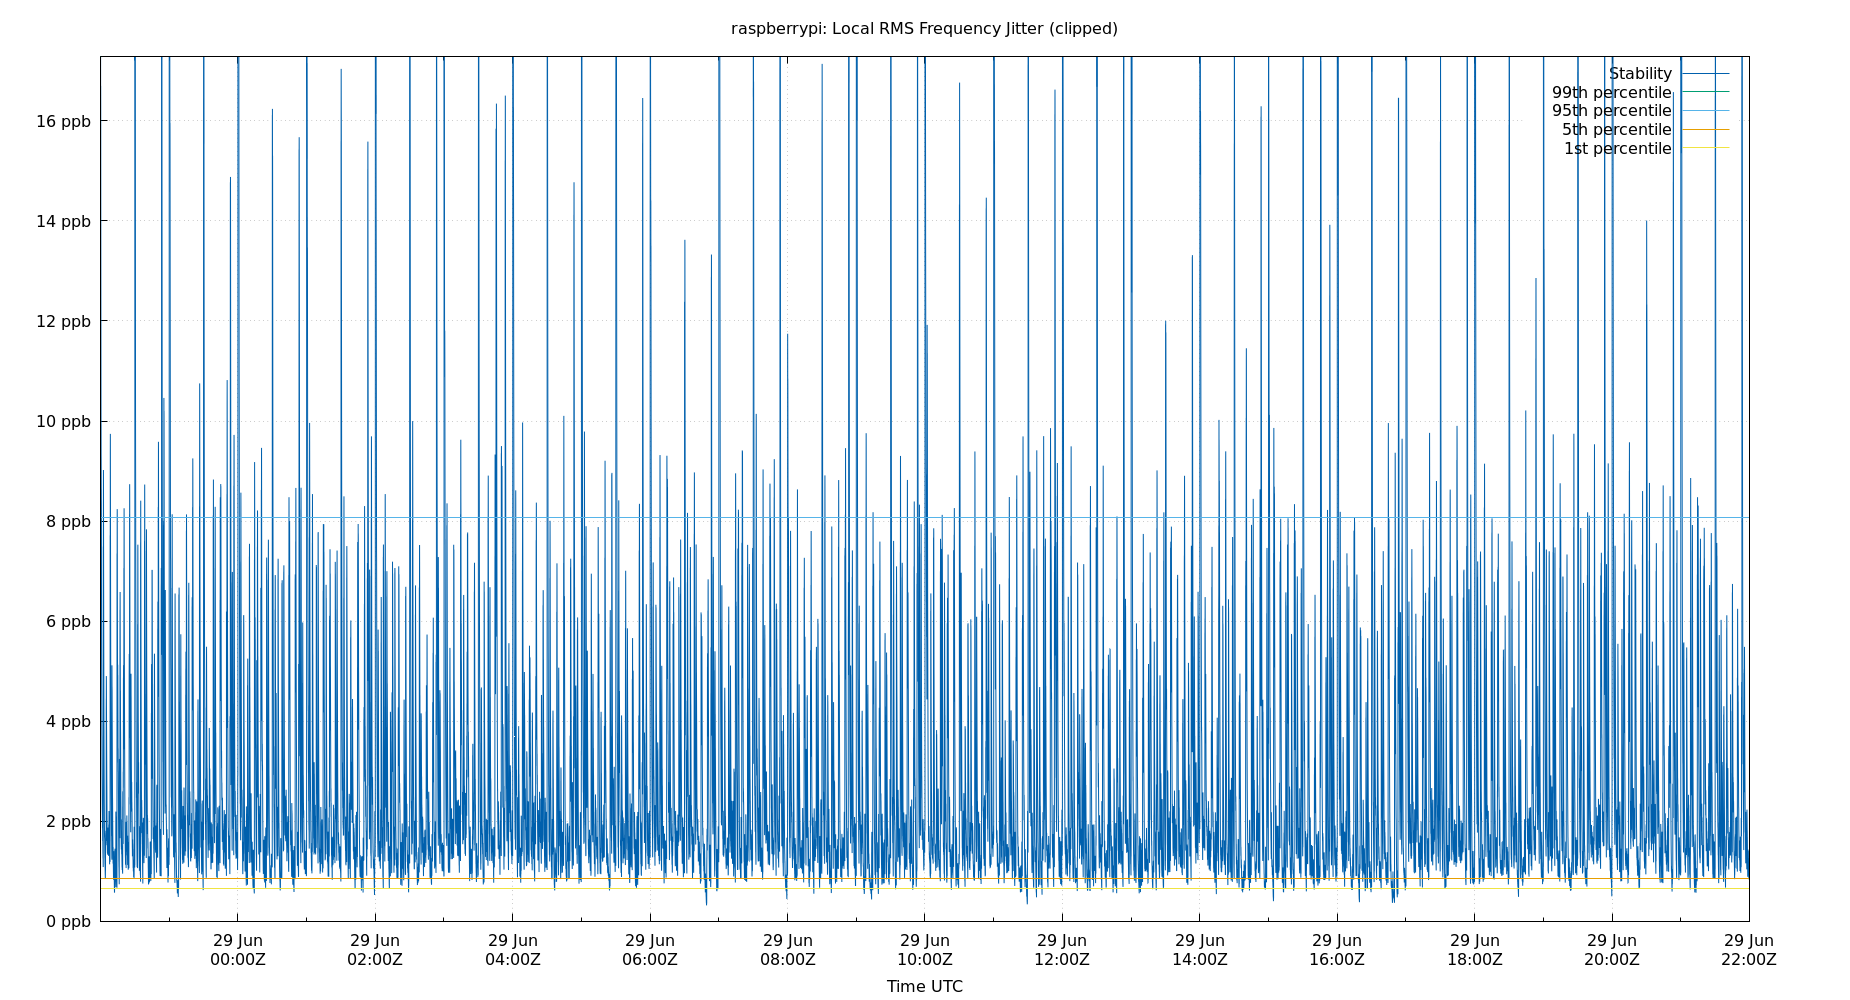 raspberrypi: Local RMS Frequency Jitter (clipped)
Stability
99th percentile
95th percentile
5th percentile
1st percentile
16 ppb
14 ppb
12 ppb
10 ppb
8 ppb
6 ppb
4 ppb
2 ppb
0 ppb
29 Jun 29 Jun 29 Jun 29 Jun 29 Jun 29 Jun 29 Jun 29 Jun 29 Jun 29 Jun 29 Jun 29 Jun
00:00Z 02:00Z 04:00Z 06:00Z 08:00Z 10:00Z 12:00Z 14:00Z 16:00Z 18:00Z 20:00Z 22:00Z
Time UTC